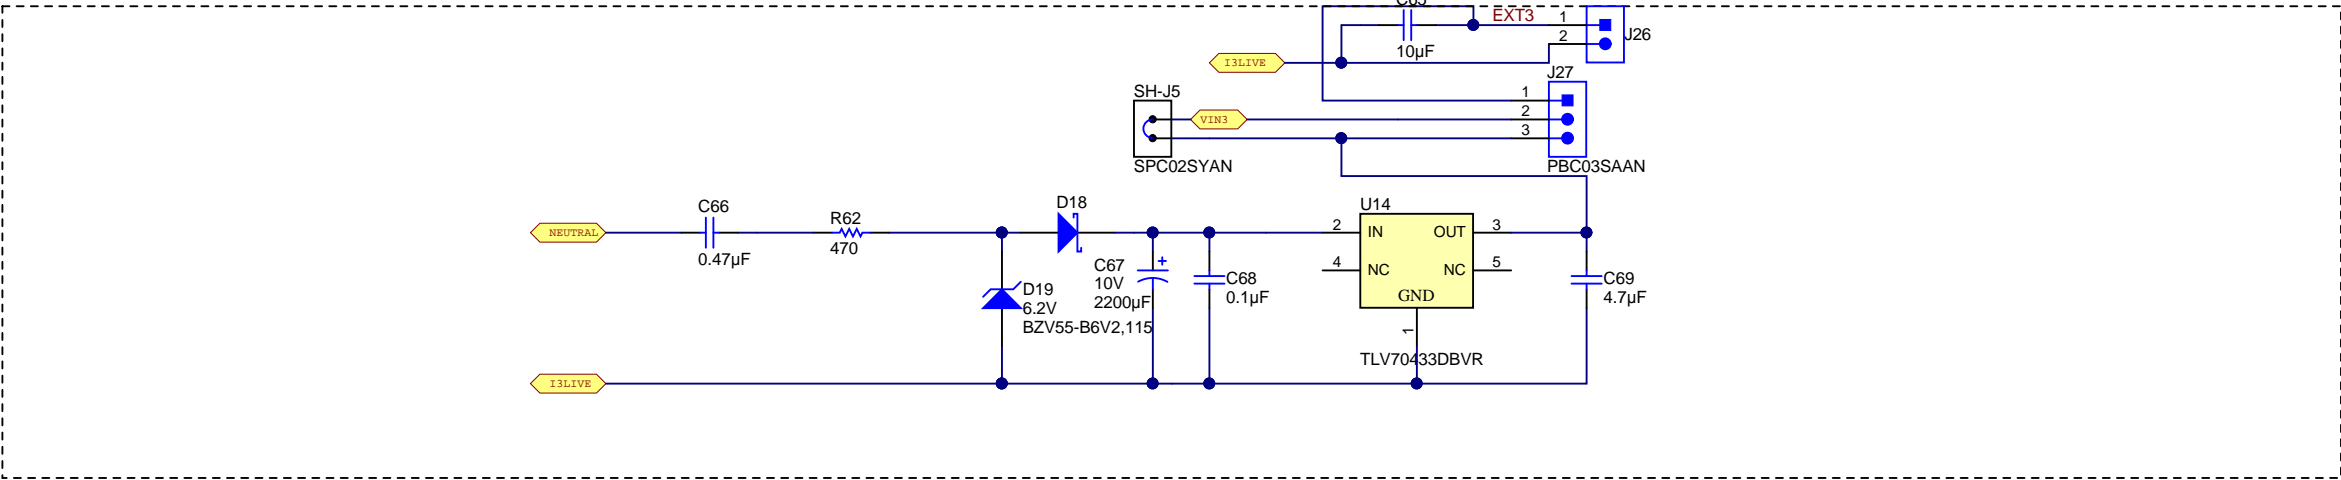 EXT3
1
2
J26
10µF
I3LIVE
J27
SH-J5
1
VIN3
2
3
SPC02SYAN
PBC03SAAN
C66
R62
D18
U14
NEUTRAL
0.47µF
470
2
IN
OUT
3
4
NC
NC
5
GND
1
TLV70433DBVR
C67
10V
2200µF
+
C68
0.1µF
C69
4.7µF
D19
6.2V
BZV55-B6V2,115
I3LIVE